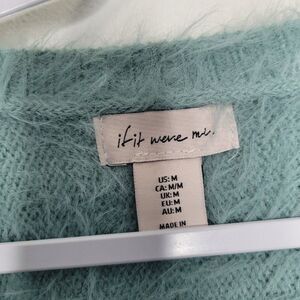 if it were me.
US: M
CA: M/M
UK: M
EU: M
AU: M
MADE IN